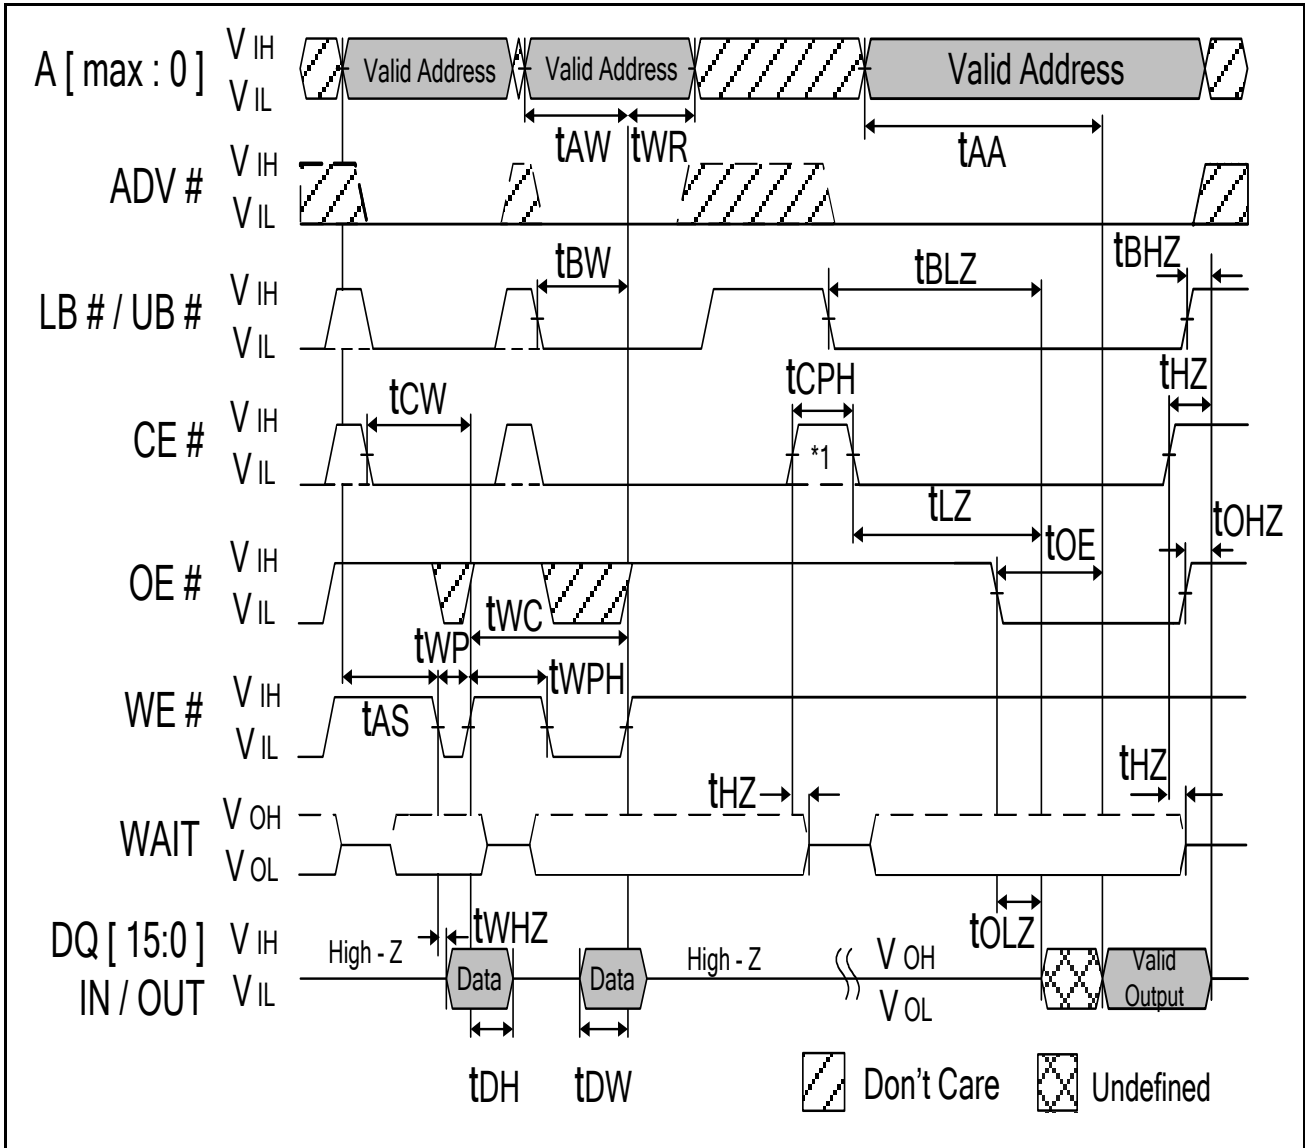 A [ max : 0 ]
V IH
V IL
Valid Address
Valid Address
Valid Address
tAW
tWR
tAA
ADV #
V IH
V IL
LB # / UB #
V IH
V IL
tBW
tBLZ
tBHZ
CE #
V IH
V IL
tCW
tCPH
*1
tHZ
tLZ
OE #
V IH
V IL
tOE
tOHZ
tWC
tWP
tWPH
WE #
V IH
V IL
tAS
WAIT
V OH
V OL
tHZ
tHZ
tOLZ
DQ [ 15:0 ]
IN / OUT
V IH
V IL
High - Z
tWHZ
Data
Data
High - Z
V OH
V OL
Valid
Output
tDH
tDW
Don't Care
Undefined